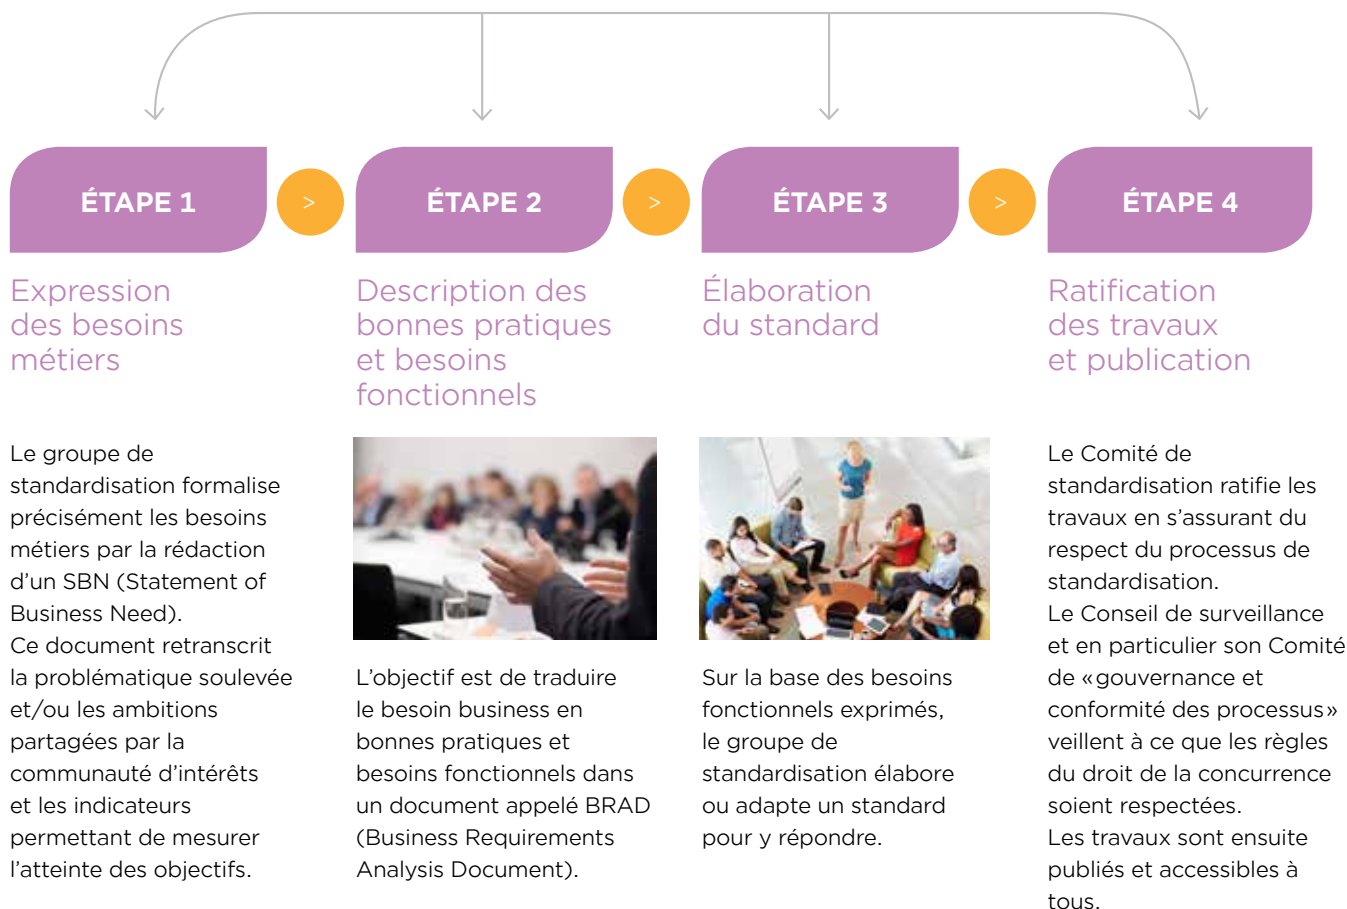 ÉTAPE 1
>
ÉTAPE 2
>
ÉTAPE 3
>
ÉTAPE 4
Expression
des besoins
métiers
Le groupe de
standardisation formalise
précisément les besoins
métiers par la rédaction
d’un SBN (Statement of
Business Need).
Ce document retranscrit
la problématique soulevée
et/ou les ambitions
partagées par la
communauté d’intérêts
et les indicateurs
permettant de mesurer
l’atteinte des objectifs.
Description des
bonnes pratiques
et besoins
fonctionnels
L’objectif est de traduire
le besoin business en
bonnes pratiques et
besoins fonctionnels dans
un document appelé BRAD
(Business Requirements
Analysis Document).
Élaboration
du standard
Sur la base des besoins
fonctionnels exprimés,
le groupe de
standardisation élabore
ou adapte un standard
pour y répondre.
Ratification
des travaux
et publication
Le Comité de
standardisation ratifie les
travaux en s’assurant du
respect du processus de
standardisation.
Le Conseil de surveillance
et en particulier son Comité
de «gouvernance et
conformité des processus»
veillent à ce que les règles
du droit de la concurrence
soient respectées.
Les travaux sont ensuite
publiés et accessibles à
tous.